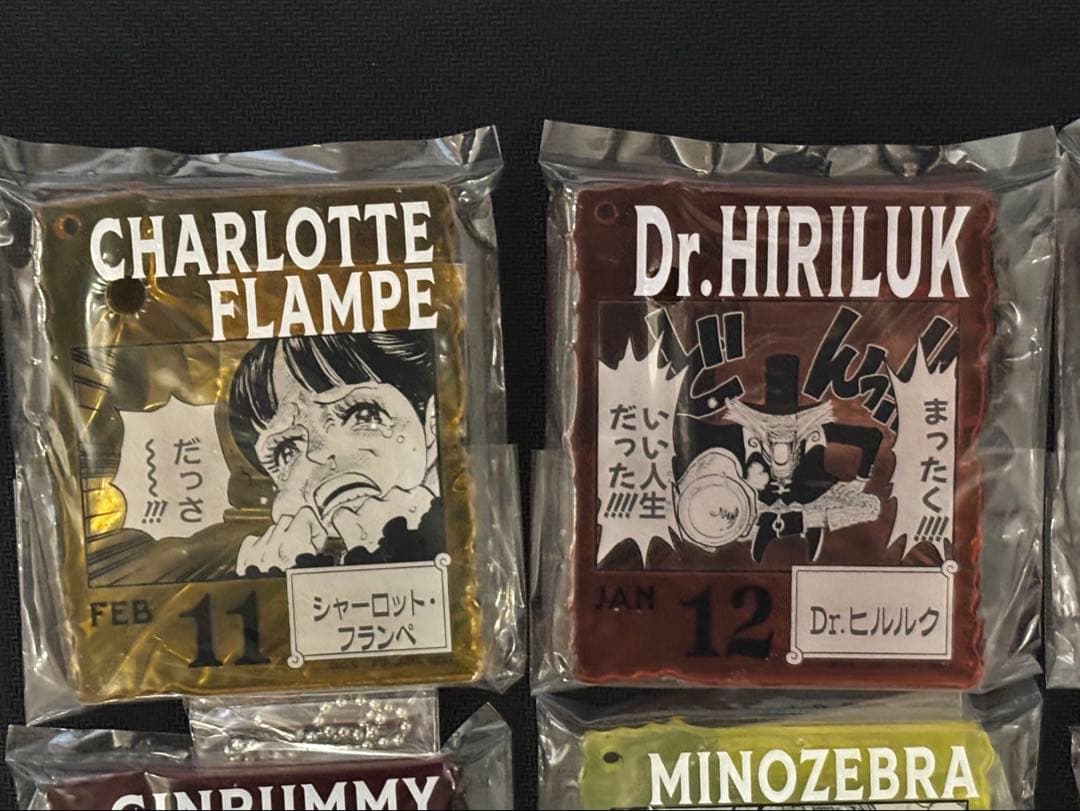 CHARLOTTE
FLAMPE
だっさ
～～!!!
FEB 11
シャーロット・
フランペ
Dr.HIRILUK
どんっ!!
まったく!!!!
いい人生
だった!!!!
JAN 12
Dr.ヒルルク
GINRUMMY
MINOZEBRA